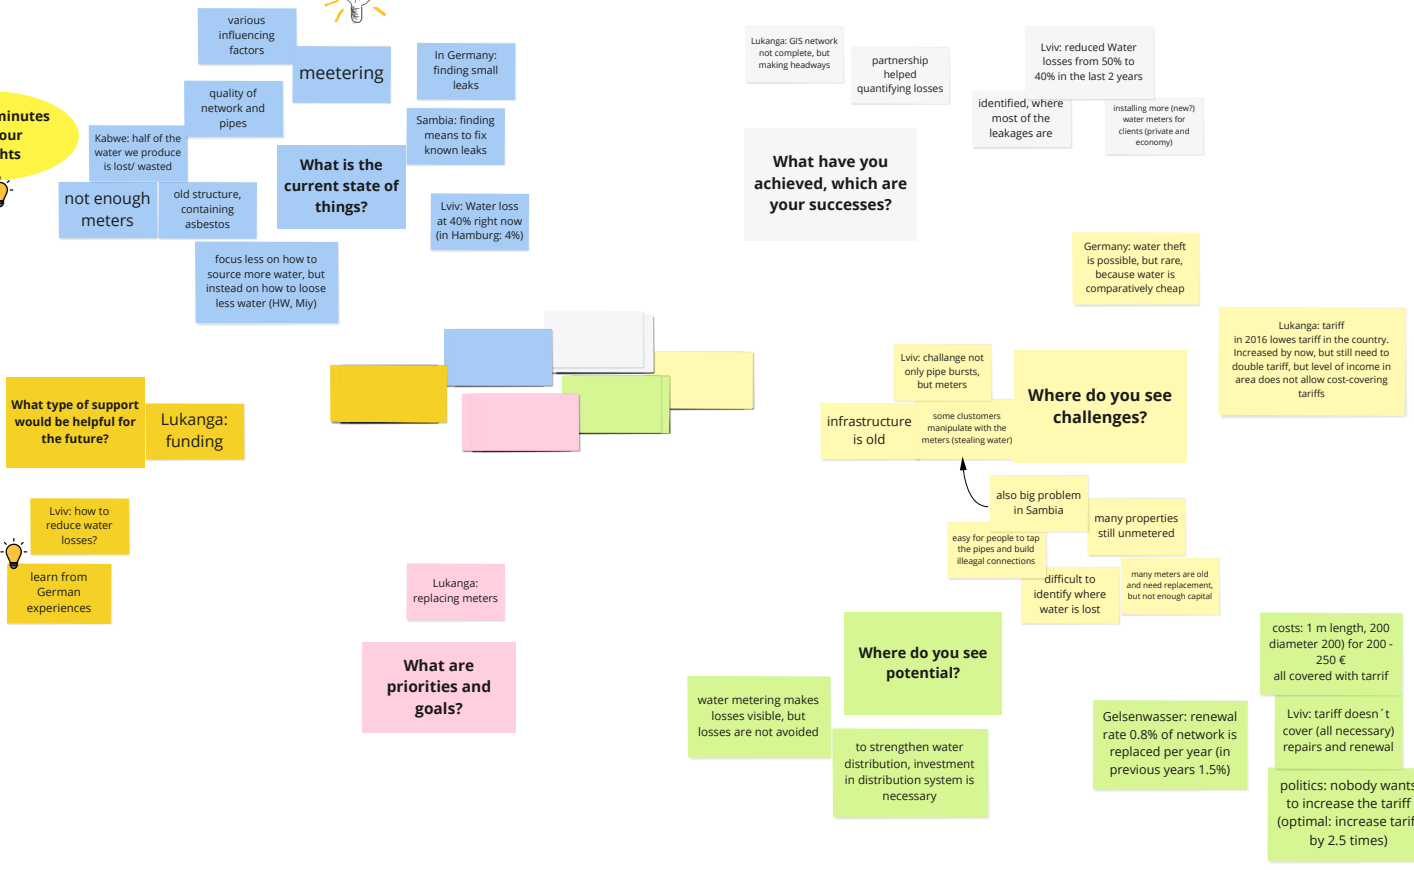 various
influencing
factors
meetering
In Germany:
finding small
leaks
quality of
network and
pipes
Sambia: finding
means to fix
known leaks
Kabwe: half of the
water we produce
is lost/ wasted
What is the
current state of
things?
not enough
meters
old structure,
containing
asbestos
Lviv: Water loss
at 40% right now
(in Hamburg: 4%)
focus less on how to
source more water, but
instead on how to loose
less water (HW, Miy)
Lukanga: GIS network
not complete, but
making headways
partnership
helped
quantifying losses
Lviv: reduced Water
losses from 50% to
40% in the last 2 years
identified, where
most of the
leakages are
installing more (new?)
water meters for
clients (private and
economy)
What have you
achieved, which are
your successes?
Germany: water theft
is possible, but rare,
because water is
comparatively cheap
Lukanga: tariff
in 2016 lowes tariff in the country.
Increased by now, but still need to
double tariff, but level of income in
area does not allow cost-covering
tariffs
Lviv: challange not
only pipe bursts,
but meters
Where do you see
challenges?
infrastructure
is old
some clustomers
manipulate with the
meters (stealing water)
also big problem
in Sambia
many properties
still unmetered
easy for people to tap
the pipes and build
illeagal connections
difficult to
identify where
water is lost
many meters are old
and need replacement,
but not enough capital
What type of support
would be helpful for
the future?
Lukanga:
funding
Lviv: how to
reduce water
losses?
learn from
German
experiences
Lukanga:
replacing meters
What are
priorities and
goals?
Where do you see
potential?
water metering makes
losses visible, but
losses are not avoided
to strengthen water
distribution, investment
in distribution system is
necessary
Gelsenwasser: renewal
rate 0.8% of network is
replaced per year (in
previous years 1.5%)
costs: 1 m length, 200
diameter 200) for 200 -
250 €
all covered with tarrif
Lviv: tariff doesn´t
cover (all necessary)
repairs and renewal
politics: nobody wants
to increase the tariff
(optimal: increase tarif
by 2.5 times)